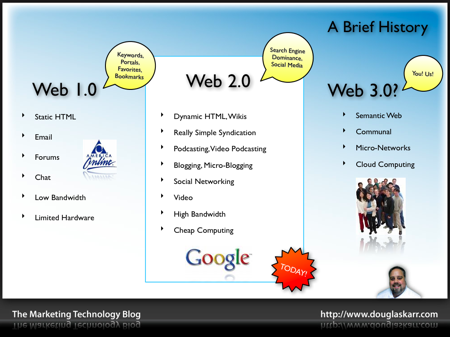 A Brief History
Keywords,
Portals,
Favorites,
Bookmarks
Web 1.0
Static HTML
Email
Forums
Chat
Low Bandwidth
Limited Hardware
AMERICA
Online
Search Engine
Dominance,
Social Media
Web 2.0
Dynamic HTML, Wikis
Really Simple Syndication
Podcasting, Video Podcasting
Blogging, Micro-Blogging
Social Networking
Video
High Bandwidth
Cheap Computing
Google
TODAY!
You! Us!
Web 3.0?
Semantic Web
Communal
Micro-Networks
Cloud Computing
The Marketing Technology Blog
http://www.douglaskarr.com